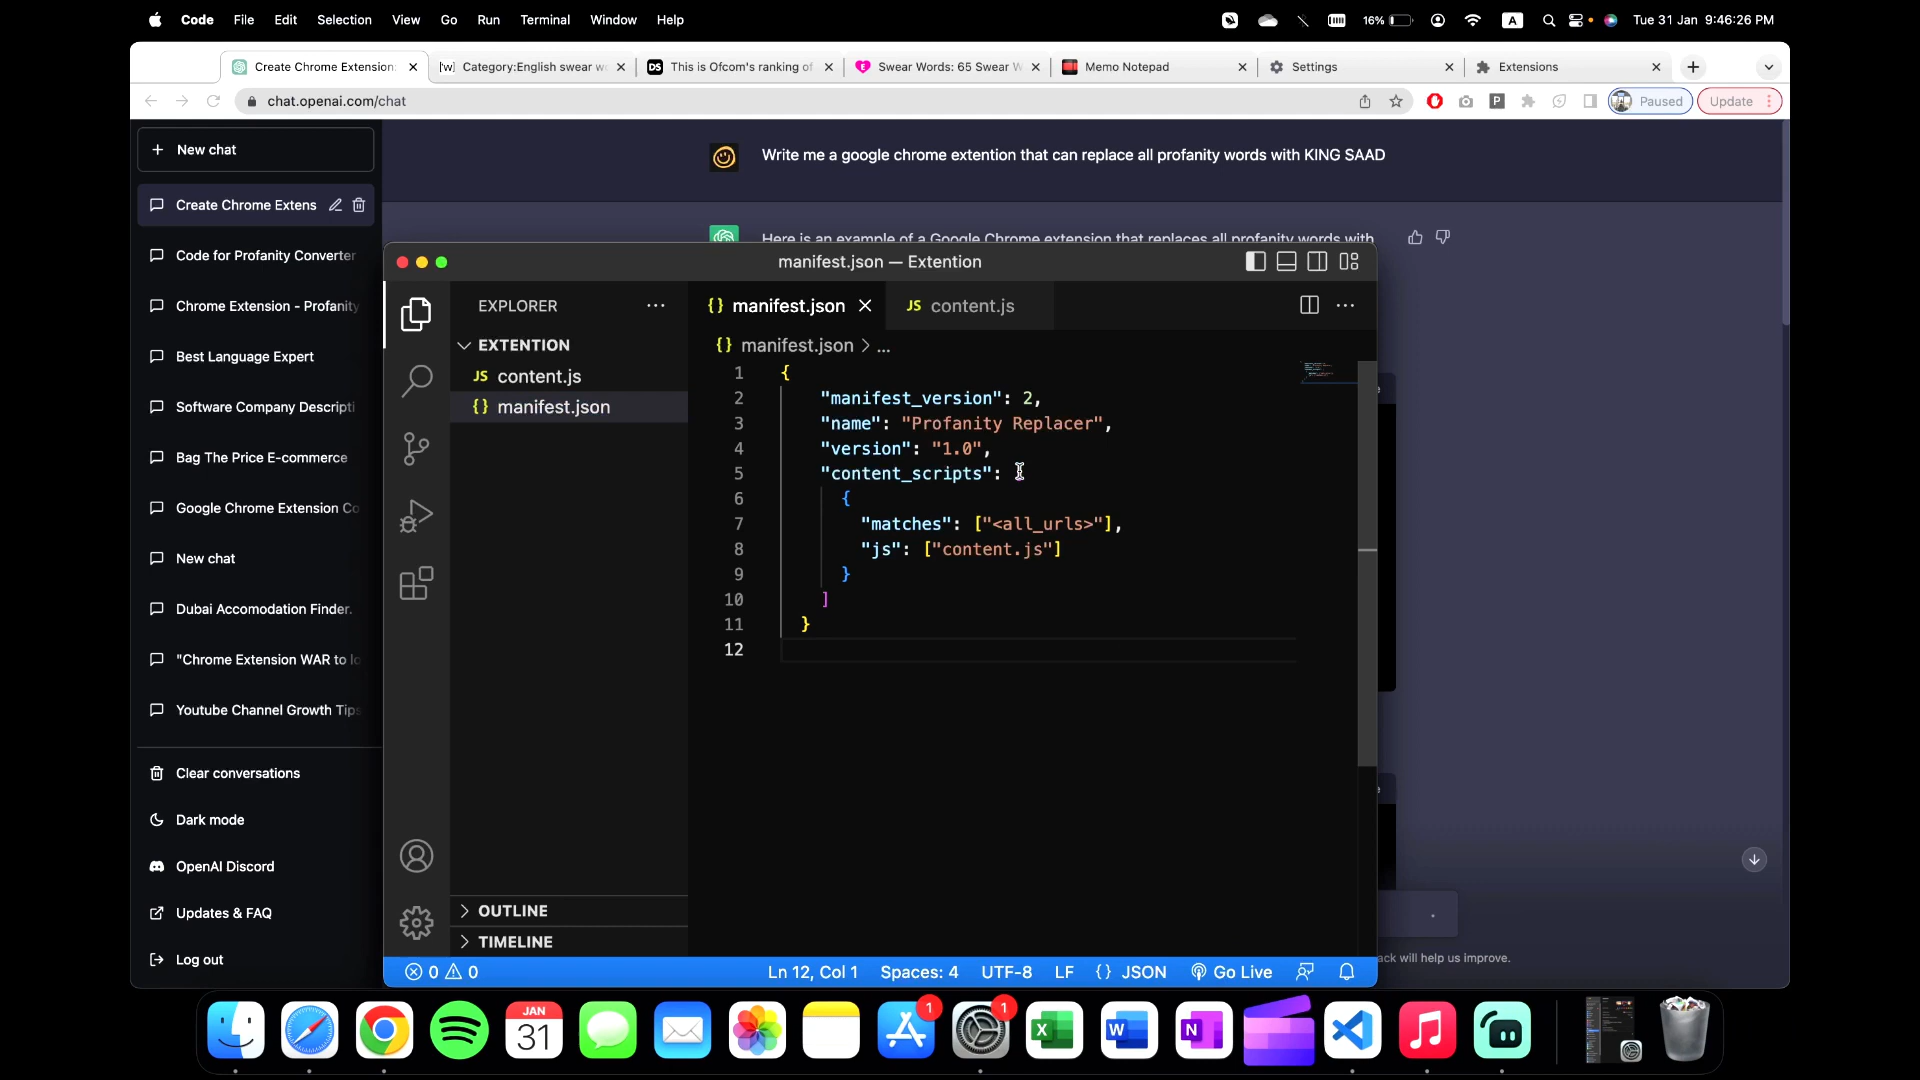 Code File Edit Selection View Go Run Terminal Window Help 16% A Tue 31 Jan 9:46:26 PM
Create Chrome Extension [w] Category:English swear wo DS This is Ofcom's ranking of Swear Words: 65 Swear W Memo Notepad Settings Extensions
chat.openai.com/chat P Paused Update
New chat
Write me a google chrome extention that can replace all profanity words with KING SAAD
Create Chrome Extens
Here is an example of a Google Chrome extension that replaces all profanity words with
Code for Profanity Converter
Chrome Extension - Profanity
Best Language Expert
Software Company Descripti
Bag The Price E-commerce
Google Chrome Extension Co
New chat
Dubai Accomodation Finder.
"Chrome Extension WAR to lo
Youtube Channel Growth Tips
Clear conversations
Dark mode
OpenAI Discord
Updates & FAQ
Log out
manifest.json — Extention
EXPLORER ...
{} manifest.json JS content.js ...
EXTENTION
{} manifest.json > ...
JS content.js
{} manifest.json
1 {
2 "manifest_version": 2,
3 "name": "Profanity Replacer",
4 "version": "1.0",
5 "content_scripts":
6 {
7 "matches": ["<all_urls>"],
8 "js": ["content.js"]
9 }
10 ]
11 }
12
OUTLINE
TIMELINE
0 0 Ln 12, Col 1 Spaces: 4 UTF-8 LF {} JSON Go Live
ack will help us improve.
JAN
31
1
1
X
W
N